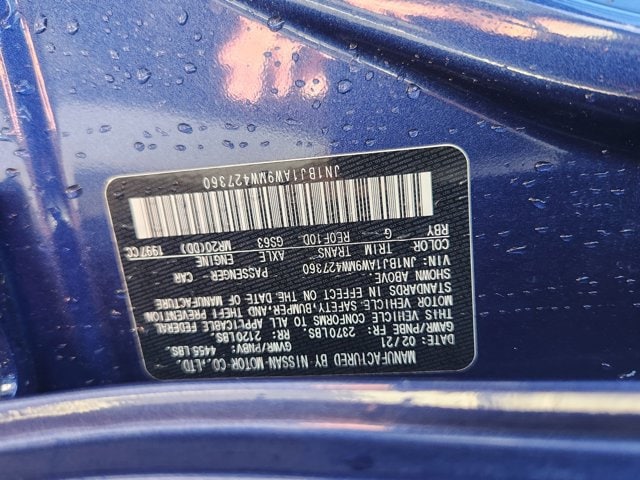 MANUFACTURED BY NISSAN MOTOR CO., LTD.
DATE: 02/21 GVWR/PNBV: 4455 LBS.
GAWR/PNBE FR: 2370LBS RR: 2120LBS
THIS VEHICLE CONFORMS TO ALL APPLICABLE FEDERAL
MOTOR VEHICLE SAFETY, BUMPER, AND THEFT PREVENTION
STANDARDS IN EFFECT ON THE DATE OF MANUFACTURE
SHOWN ABOVE.
VIN: JN1BJ1AW9MW427360 PASSENGER CAR
COLOR TRIM TRANS AXLE ENGINE
RBY G RE0F10D GS63 MR20(DD) 1997CC
JN1BJ1AW9MW427360